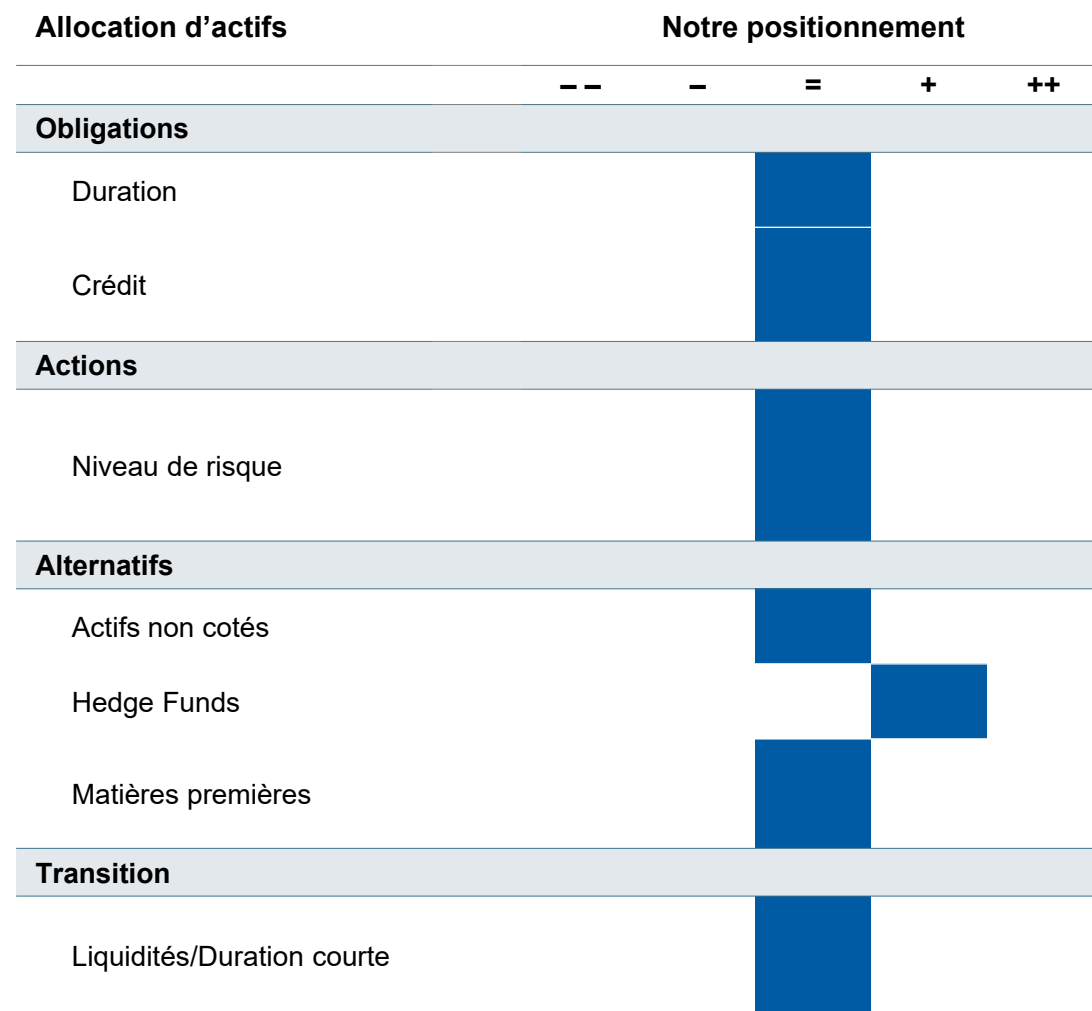 Allocation d’actifs Notre positionnement
– – – = + ++
Obligations
Duration
Crédit
Actions
Niveau de risque
Alternatifs
Actifs non cotés
Hedge Funds
Matières premières
Transition
Liquidités/Duration courte